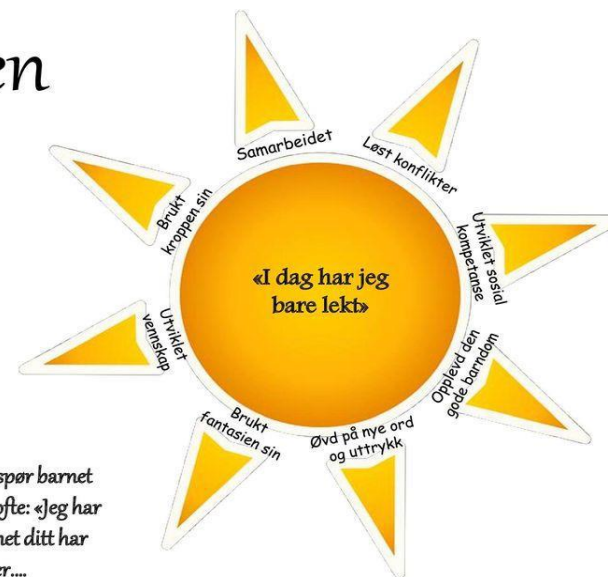 en
Samarbeidet
Løst konflikter
Utviklet sosial
kompetanse
Opplevd den
gode barndom
Øvd på nye ord
og uttrykk
Brukt
fantasien sin
Utviklet
vennskap
Brukt
kroppen sin
«I dag har jeg
bare lekt»
spør barnet
ofte: «Jeg har
net ditt har
er....